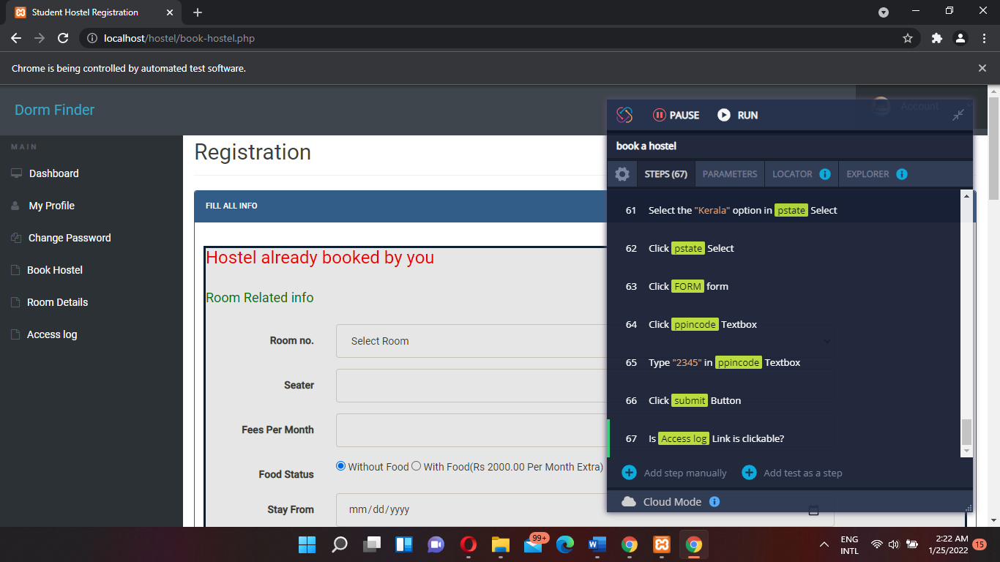 Student Hostel Registration
localhost/hostel/book-hostel.php
Chrome is being controlled by automated test software.
Dorm Finder
Account
MAIN
Dashboard
My Profile
Change Password
Book Hostel
Room Details
Access log
Registration
FILL ALL INFO
Hostel already booked by you
Room Related info
Room no.
Select Room
Seater
Fees Per Month
Food Status
Without Food With Food(Rs 2000.00 Per Month Extra)
Stay From
mm/dd/yyyy
PAUSE RUN
book a hostel
STEPS (67) PARAMETERS LOCATOR i EXPLORER i
61 Select the "Kerala" option in pstate Select
62 Click pstate Select
63 Click FORM form
64 Click ppincode Textbox
65 Type "2345" in ppincode Textbox
66 Click submit Button
67 Is Access log Link is clickable?
Add step manually Add test as a step
Cloud Mode i
99+
ENG
INTL
2:22 AM
1/25/2022
15